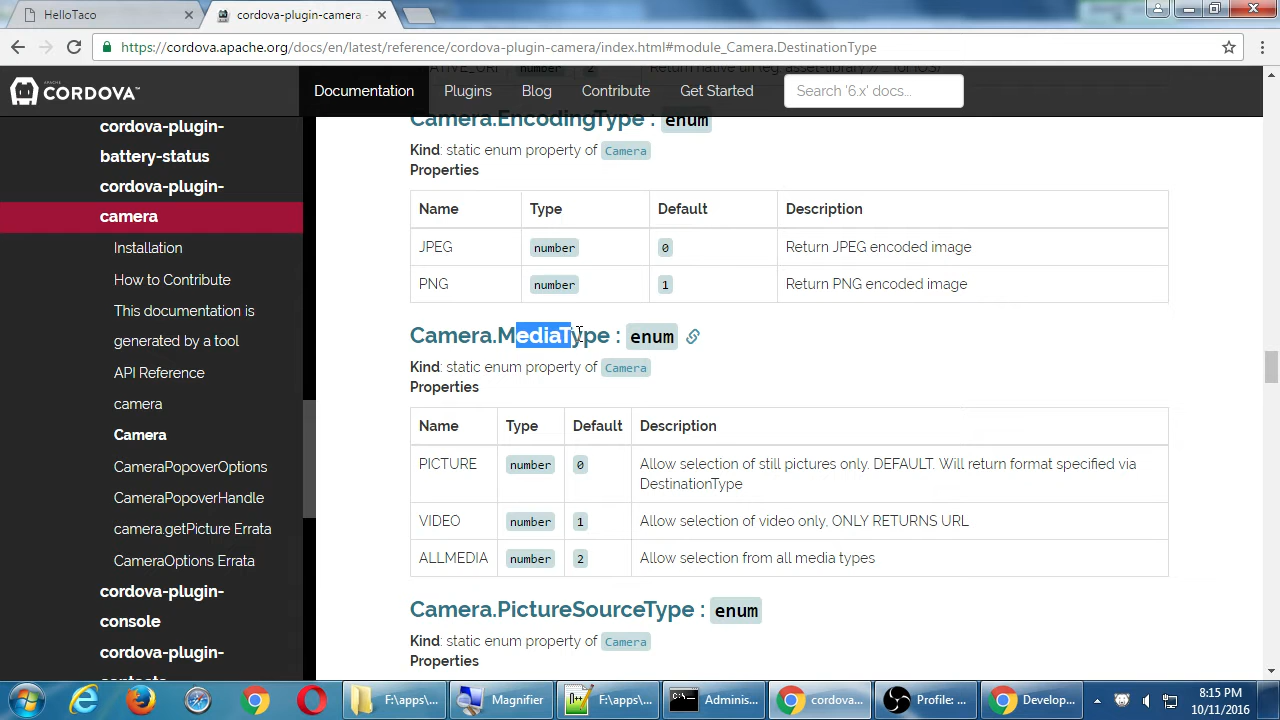 HelloTaco
cordova-plugin-camera -
https://cordova.apache.org/docs/en/latest/reference/cordova-plugin-camera/index.html#module_Camera.DestinationType
APACHE
CORDOVA™
Documentation
Plugins
Blog
Contribute
Get Started
Search '6.x' docs...
cordova-plugin-
battery-status
cordova-plugin-
camera
Installation
How to Contribute
This documentation is
generated by a tool
API Reference
camera
Camera
CameraPopoverOptions
CameraPopoverHandle
camera.getPicture Errata
CameraOptions Errata
cordova-plugin-
console
cordova-plugin-
Camera.EncodingType : enum
Kind: static enum property of Camera
Properties
Name Type Default Description
JPEG number 0 Return JPEG encoded image
PNG number 1 Return PNG encoded image
Camera.MediaType : enum
Kind: static enum property of Camera
Properties
Name Type Default Description
PICTURE number 0 Allow selection of still pictures only. DEFAULT. Will return format specified via
DestinationType
VIDEO number 1 Allow selection of video only, ONLY RETURNS URL
ALLMEDIA number 2 Allow selection from all media types
Camera.PictureSourceType : enum
Kind: static enum property of Camera
Properties
F:\apps\...
Magnifier
F:\apps\...
Adminis...
cordova...
Profile: ...
Develop...
8:15 PM
10/11/2016